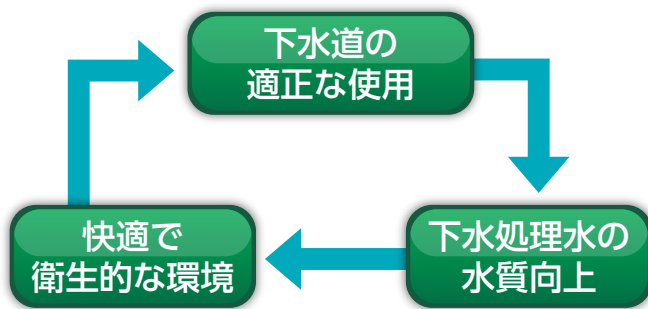 下水道の
適正な使用
快適で
衛生的な環境
下水処理水の
水質向上